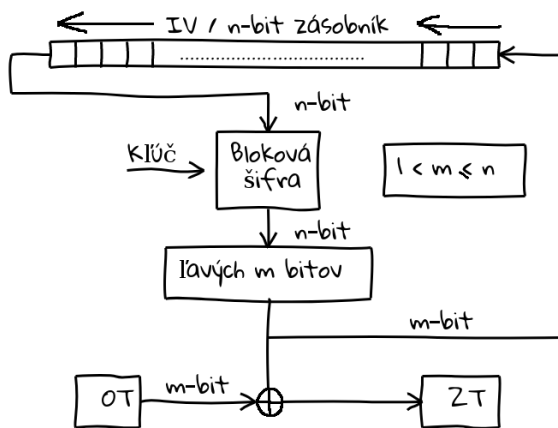 IV / n-bit zásobník
n-bit
Kľúč
Bloková
šifra
1 < m ≤ n
n-bit
ľavých m bitov
m-bit
OT
m-bit
ZT